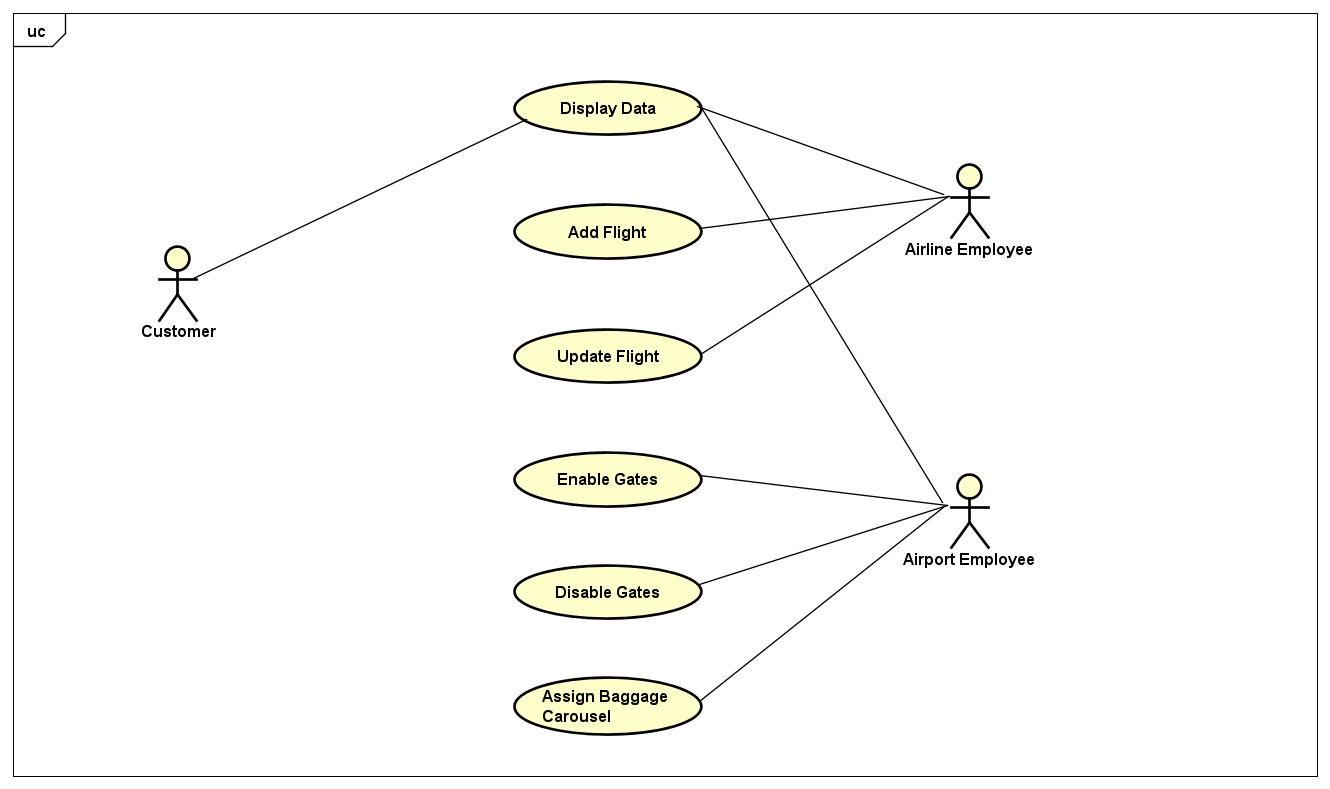 uc
Display Data
Add Flight
Airline Employee
Customer
Update Flight
Enable Gates
Airport Employee
Disable Gates
Assign Baggage
Carousel